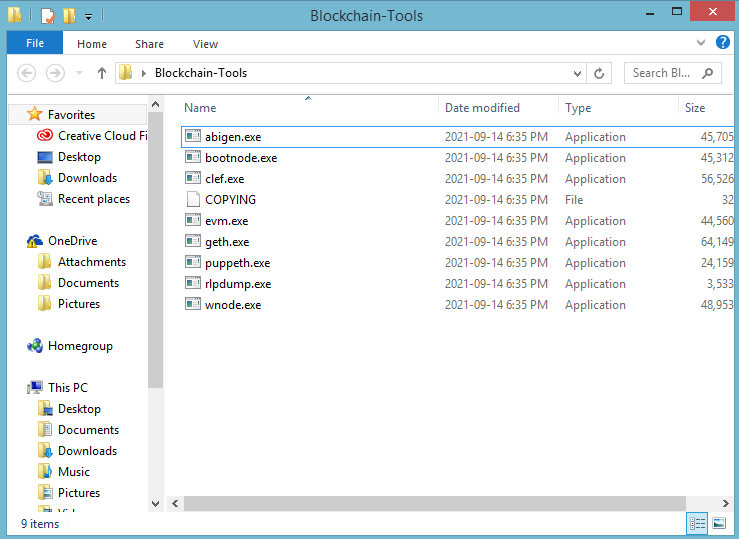 Blockchain-Tools
File Home Share View
Blockchain-Tools Search Bl...
Name Date modified Type Size
Favorites
Creative Cloud Fi
Desktop
Downloads
Recent places
OneDrive
Attachments
Documents
Pictures
Homegroup
This PC
Desktop
Documents
Downloads
Music
Pictures
abigen.exe 2021-09-14 6:35 PM Application 45,705
bootnode.exe 2021-09-14 6:35 PM Application 45,312
clef.exe 2021-09-14 6:35 PM Application 56,526
COPYING 2021-09-14 6:35 PM File 32
evm.exe 2021-09-14 6:35 PM Application 44,560
geth.exe 2021-09-14 6:35 PM Application 64,149
puppeth.exe 2021-09-14 6:35 PM Application 24,159
rlpdump.exe 2021-09-14 6:35 PM Application 3,533
wnode.exe 2021-09-14 6:35 PM Application 48,953
9 items